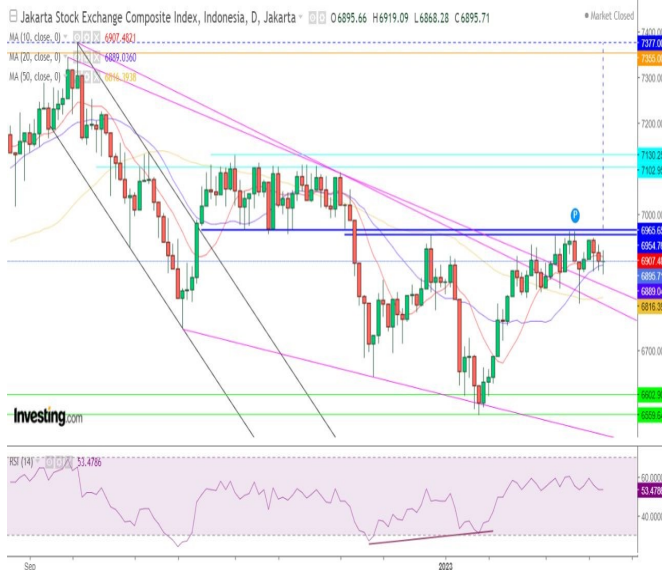 Jakarta Stock Exchange Composite Index, Indonesia, D, Jakarta O6895.66 H6919.09 L6868.28 C6895.71
Market Closed
MA (10, close, 0) 6907.4821
MA (20, close, 0) 6889.0360
MA (50, close, 0) 6816.3938
7377.00
7355.00
7300.00
7200.00
7130.25
7102.95
7000.00
P
6965.65
6954.70
6907.48
6895.71
6889.04
6816.39
6700.00
6602.90
6559.64
Investing.com
RSI (14) 53.4786
60.0000
53.4786
40.0000
Sep
2023